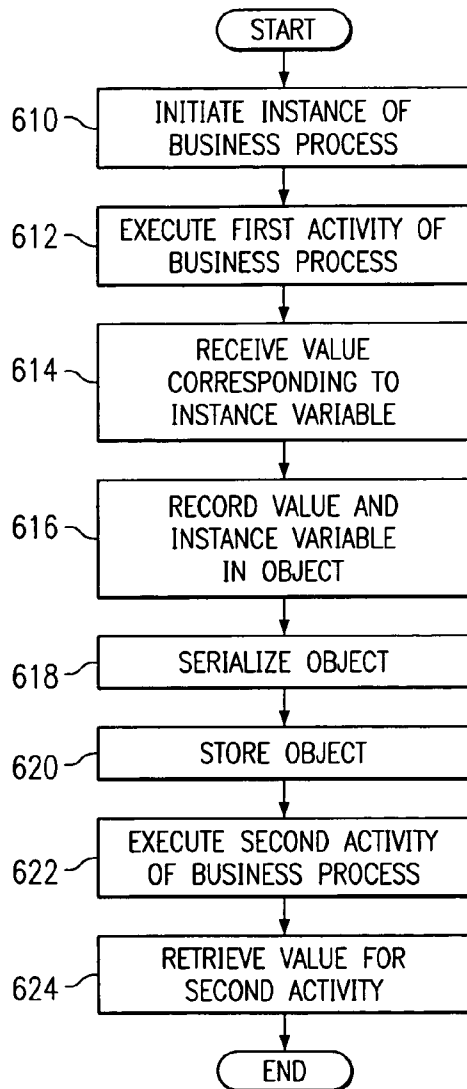 START
610
INITIATE INSTANCE OF
BUSINESS PROCESS
612
EXECUTE FIRST ACTIVITY OF
BUSINESS PROCESS
614
RECEIVE VALUE
CORRESPONDING TO
INSTANCE VARIABLE
616
RECORD VALUE AND
INSTANCE VARIABLE
IN OBJECT
618
SERIALIZE OBJECT
620
STORE OBJECT
622
EXECUTE SECOND ACTIVITY
OF BUSINESS PROCESS
624
RETRIEVE VALUE FOR
SECOND ACTIVITY
END